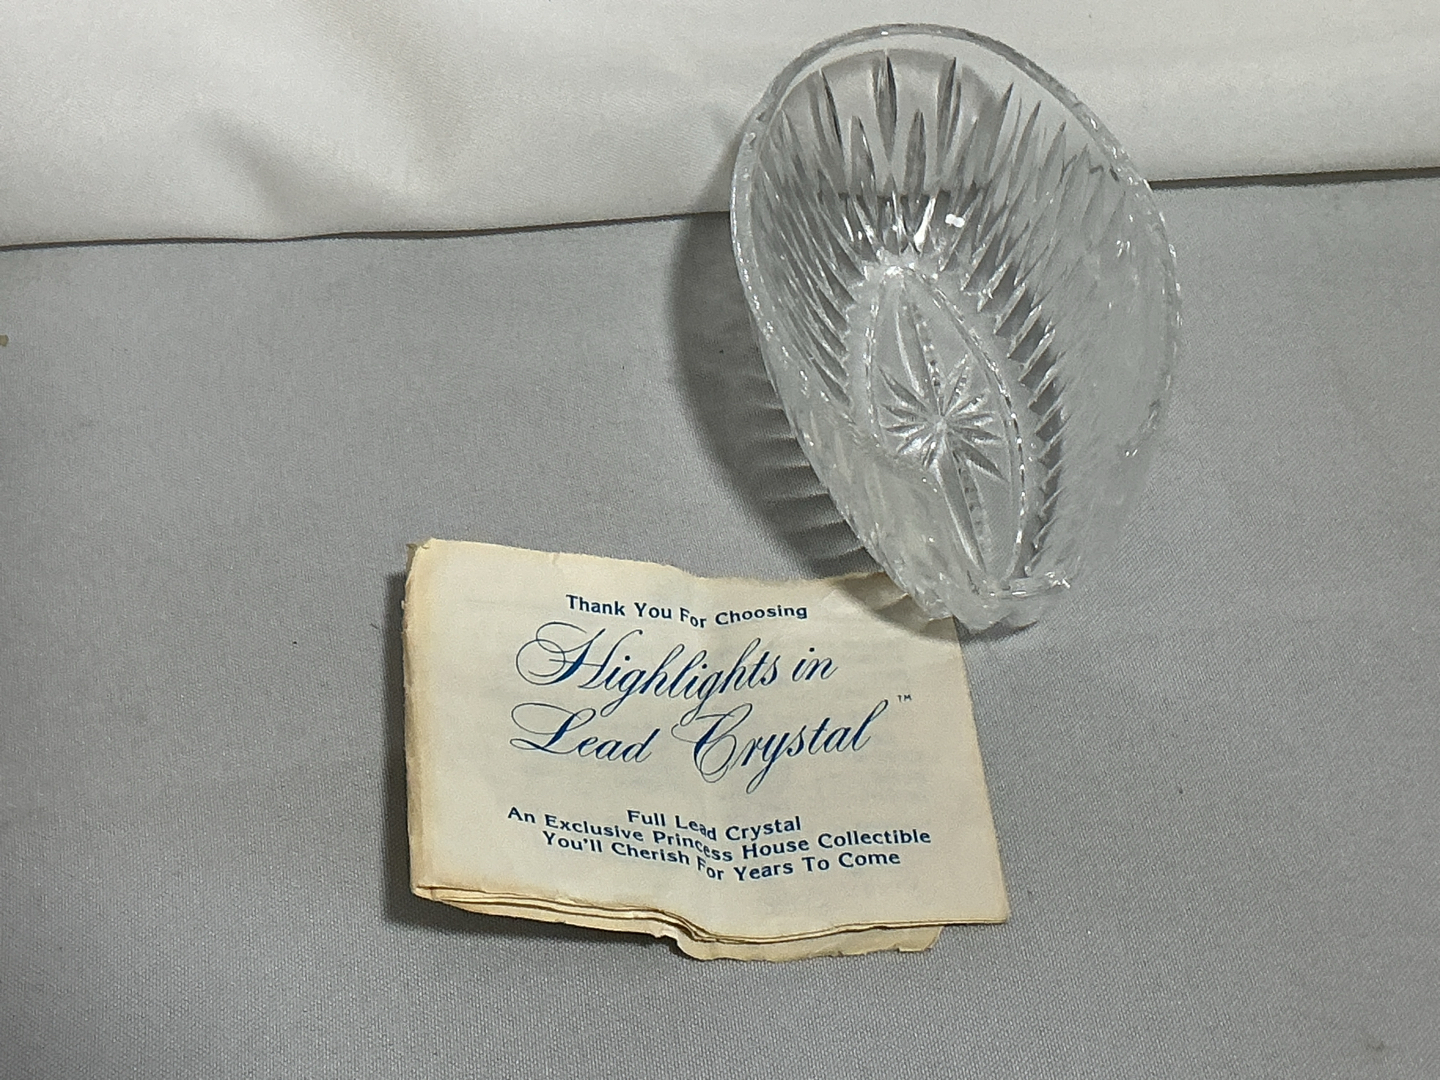 Thank You For Choosing
Highlights in
Lead Crystal™
Full Lead Crystal
An Exclusive Princess House Collectible
You'll Cherish For Years To Come